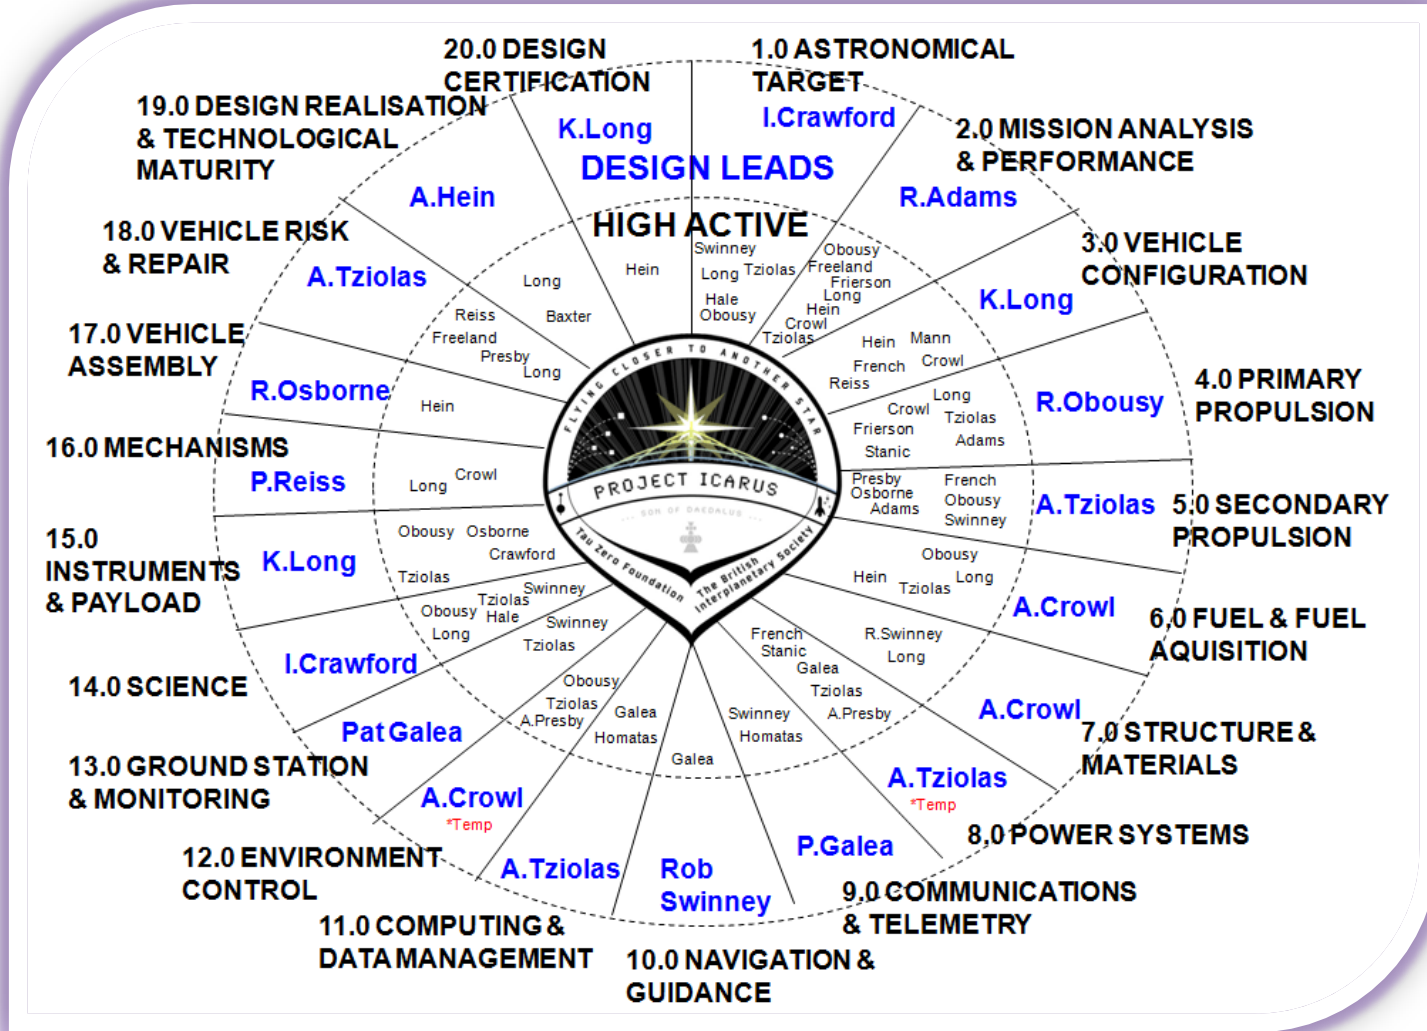 20.0 DESIGN
CERTIFICATION
K.Long
1.0 ASTRONOMICAL
TARGET
I.Crawford
DESIGN LEADS
HIGH ACTIVE
2.0 MISSION ANALYSIS
& PERFORMANCE
R.Adams
3.0 VEHICLE
CONFIGURATION
K.Long
4.0 PRIMARY
PROPULSION
R.Obousy
5.0 SECONDARY
PROPULSION
A.Tziolas
6.0 FUEL & FUEL
AQUISITION
A.Crowl
7.0 STRUCTURE &
MATERIALS
A.Crowl
8.0 POWER SYSTEMS
A.Tziolas
*Temp
9.0 COMMUNICATIONS
& TELEMETRY
P.Galea
10.0 NAVIGATION &
GUIDANCE
Rob
Swinney
11.0 COMPUTING &
DATA MANAGEMENT
A.Tziolas
12.0 ENVIRONMENT
CONTROL
A.Crowl
*Temp
13.0 GROUND STATION
& MONITORING
Pat Galea
14.0 SCIENCE
I.Crawford
15.0
INSTRUMENTS
& PAYLOAD
K.Long
16.0 MECHANISMS
P.Reiss
17.0 VEHICLE
ASSEMBLY
R.Osborne
18.0 VEHICLE RISK
& REPAIR
A.Tziolas
19.0 DESIGN REALISATION
& TECHNOLOGICAL
MATURITY
A.Hein
Hein
Swinney
Long Tziolas
Hale
Obousy
Obousy
Freeland
Frierson
Long
Hein
Crowl
Tziolas
Hein Mann
French Crowl
Reiss
Long
Crowl Tziolas
Frierson Adams
Stanic
Presby French
Osborne Obousy
Adams Swinney
Obousy
Hein Long
Tziolas
R.Swinney
Long
French
Stanic
Galea
Tziolas
A.Presby
Swinney
Homatas
Galea
Galea
Homatas
Obousy
Tziolas
A.Presby
Swinney
Tziolas
Swinney
Tziolas
Obousy Hale
Long
Obousy Osborne
Crawford
Tziolas
Long Crowl
Hein
Reiss
Freeland
Presby
Long
Long
Baxter
FLYING CLOSER TO ANOTHER STAR
PROJECT ICARUS
... SON OF DAEDALUS ...
Tau Zero Foundation
The British
Interplanetary Society